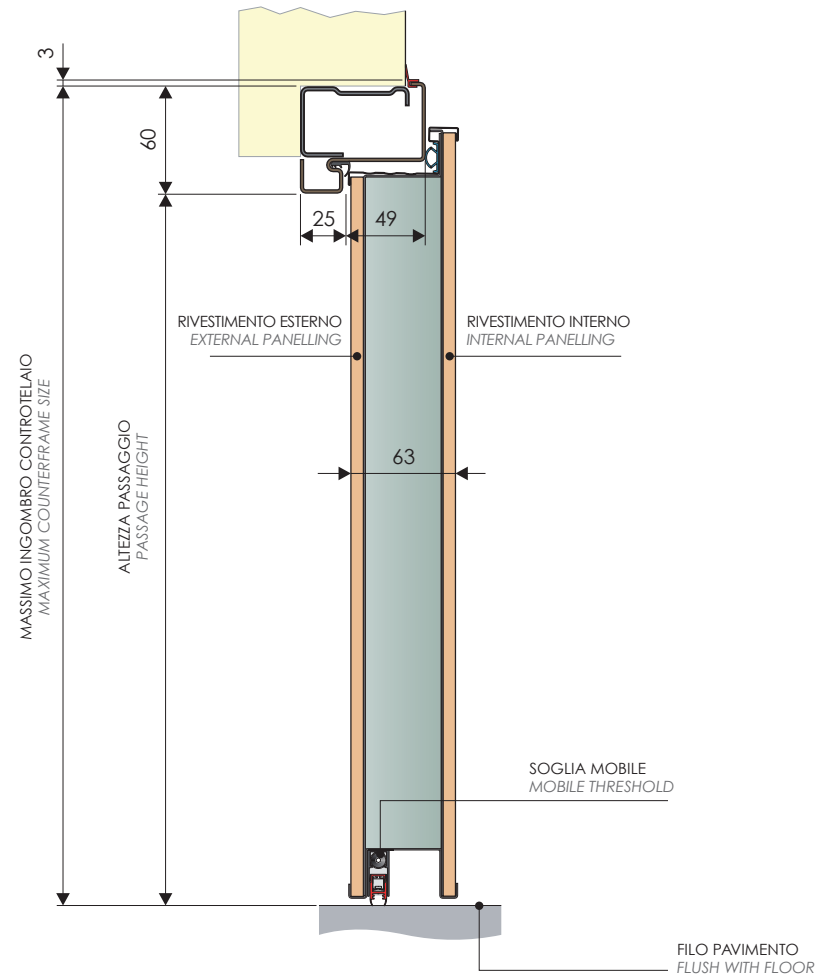 3
60
25
49
RIVESTIMENTO ESTERNO
EXTERNAL PANELLING
RIVESTIMENTO INTERNO
INTERNAL PANELLING
MASSIMO INGOMBRO CONTROTELAIO
MAXIMUM COUNTERFRAME SIZE
ALTEZZA PASSAGGIO
PASSAGE HEIGHT
63
SOGLIA MOBILE
MOBILE THRESHOLD
FILO PAVIMENTO
FLUSH WITH FLOOR